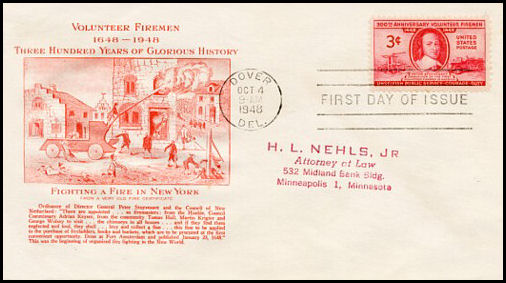 VOLUNTEER FIREMEN
1648 – 1948
THREE HUNDRED YEARS OF GLORIOUS HISTORY
FIGHTING A FIRE IN NEW YORK
FROM A VERY OLD FIRE CERTIFICATE
Ordinance of Director General Peter Stuyvesant and the Council of New
Netherland: "There are appointed . . . as firemasters; from the Honble. Council
Commissary Adrian Keyser, from the community Tomas Hall, Martin Krigier and
George Wolsey to visit . . . the chimneys in all houses . . . and if they find them
neglected and foul, they shall . . . levy and collect a fine . . . this fine to be applied
to the purchase of fireladders, hooks and buckets, which are to be procured at the first
convenient opportunity. Done at Fort Amsterdam and published January 23, 1648."
This was the beginning of organized fire fighting in the New World.
DOVER
OCT 4
9-AM
1948
DEL.
300TH ANNIVERSARY VOLUNTEER FIREMEN
1648 1948
3¢
UNITED STATES
POSTAGE
UNSELFISH PUBLIC SERVICE - COURAGE - DUTY
FIRST DAY OF ISSUE
H. L. NEHLS, JR
Attorney at Law
532 Midland Bank Bldg.
Minneapolis 1, Minnesota